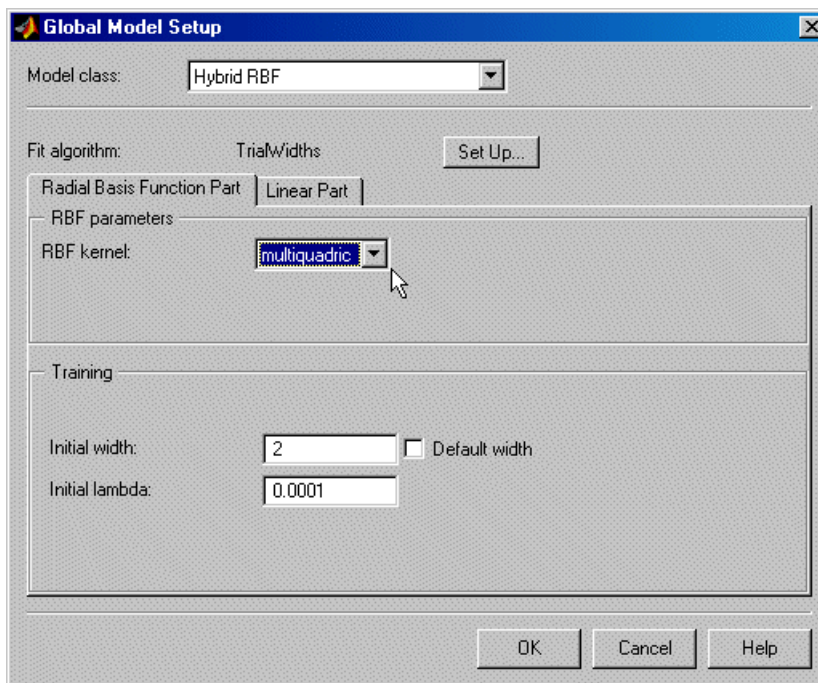 Global Model Setup
Model class: Hybrid RBF
Fit algorithm: TrialWidths Set Up...
Radial Basis Function Part Linear Part
RBF parameters
RBF kernel: multiquadric
Training
Initial width: 2 Default width
Initial lambda: 0.0001
OK Cancel Help